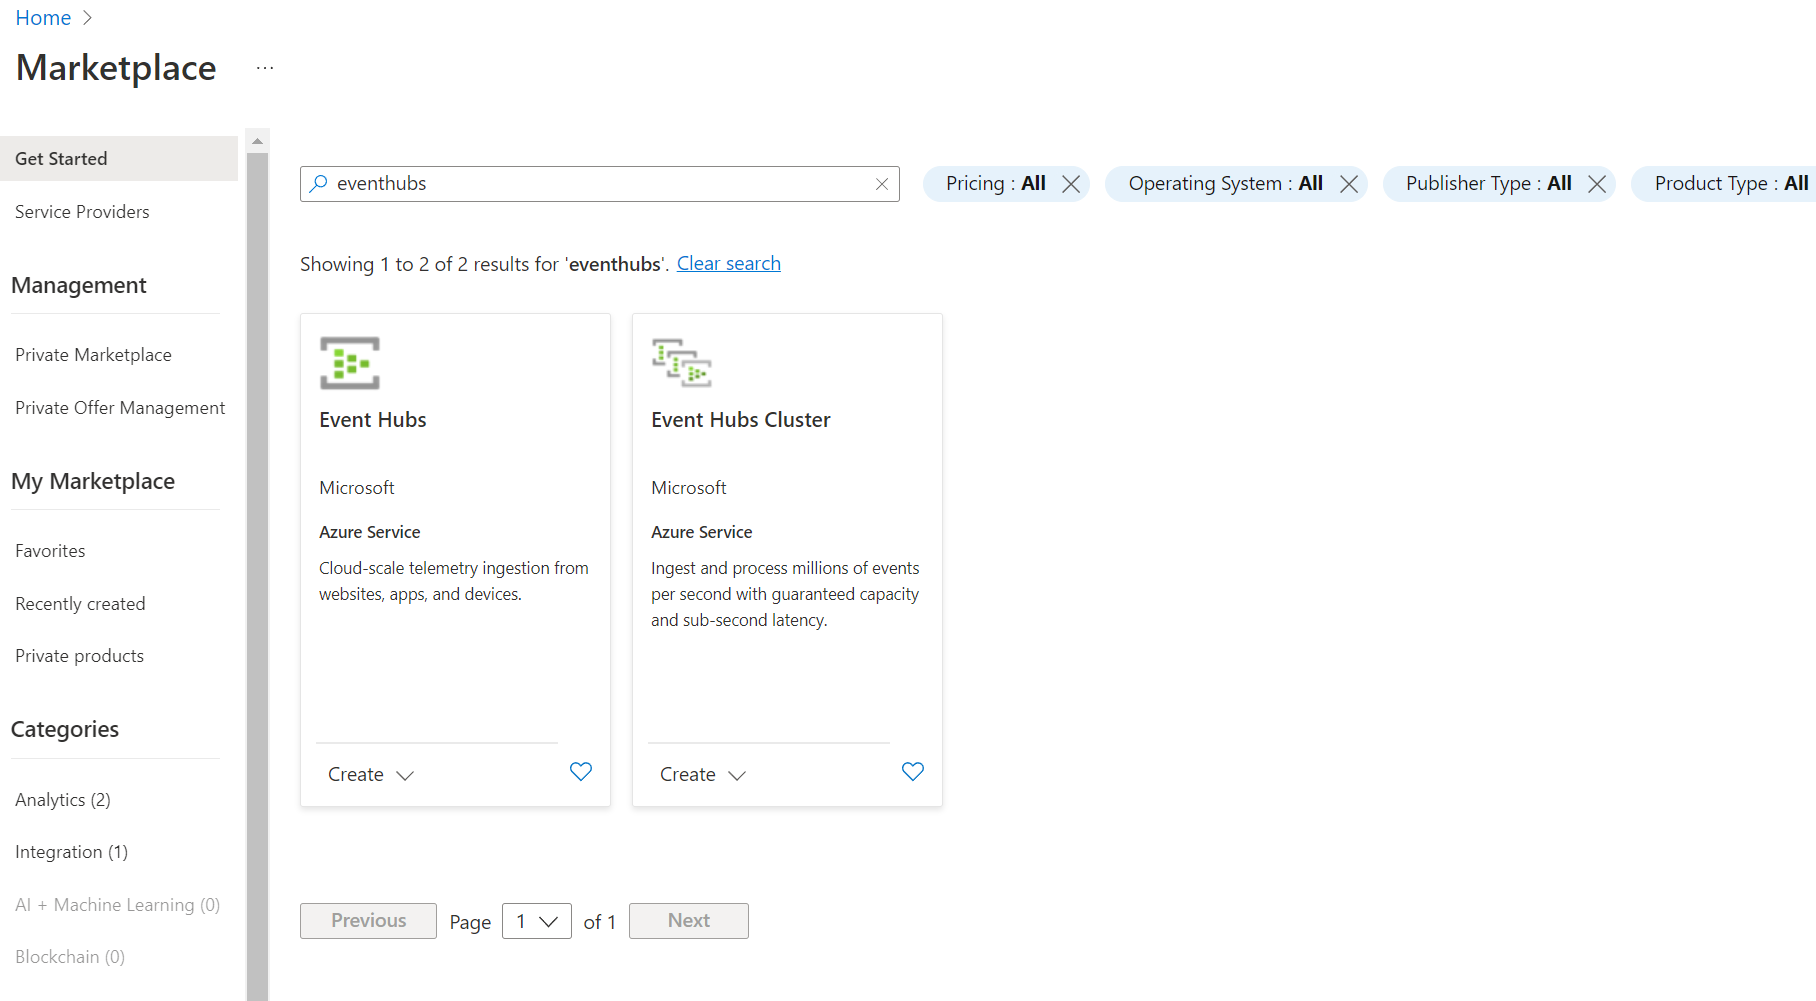 Home
Marketplace
...
Get Started
Service Providers
Management
Private Marketplace
Private Offer Management
My Marketplace
Favorites
Recently created
Private products
Categories
Analytics (2)
Integration (1)
AI + Machine Learning (0)
Blockchain (0)
eventhubs
Pricing : All
Operating System : All
Publisher Type : All
Product Type : All
Showing 1 to 2 of 2 results for 'eventhubs'. Clear search
Event Hubs
Microsoft
Azure Service
Cloud-scale telemetry ingestion from
websites, apps, and devices.
Create
Event Hubs Cluster
Microsoft
Azure Service
Ingest and process millions of events
per second with guaranteed capacity
and sub-second latency.
Create
Previous Page 1 of 1 Next